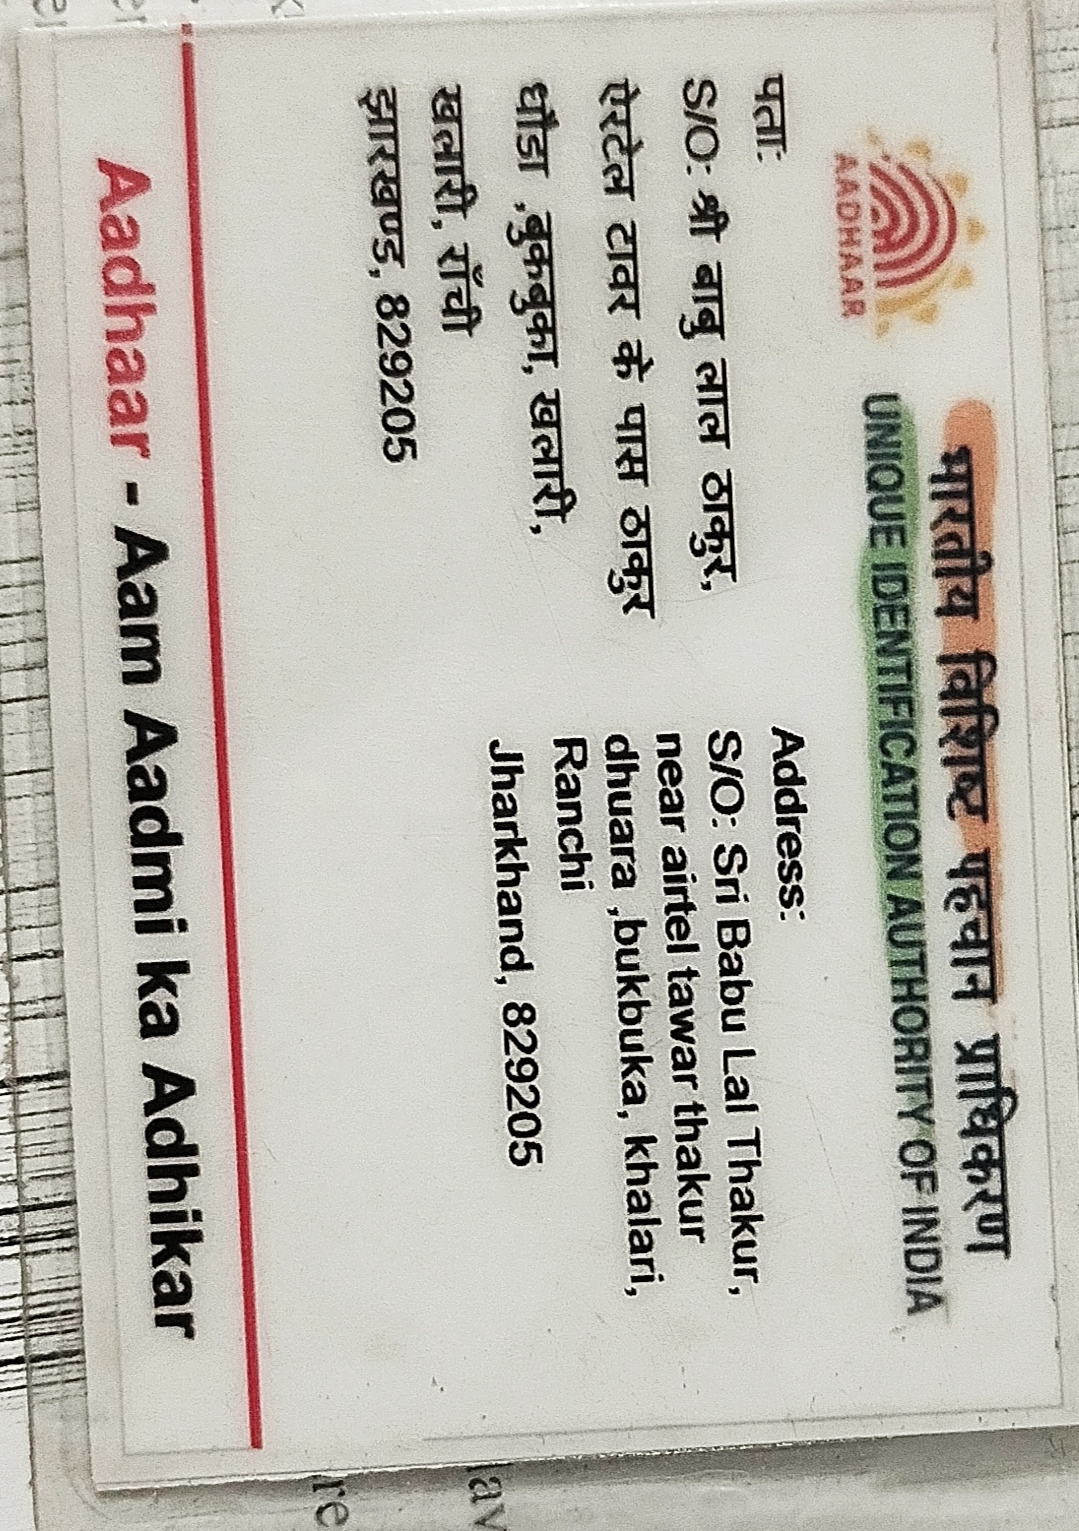 भारतीय विशिष्ट पहचान प्राधिकरण
UNIQUE IDENTIFICATION AUTHORITY OF INDIA
AADHAAR
पता:
S/O: श्री बाबु लाल ठाकुर,
ऐरटेल टावर के पास ठाकुर
धौडा ,बुकबुका, खलारी,
खलारी, राँची
झारखण्ड, 829205
Address:
S/O: Sri Babu Lal Thakur,
near airtel tawar thakur
dhuara ,bukbuka, khalari,
Ranchi
Jharkhand, 829205
Aadhaar - Aam Aadmi ka Adhikar